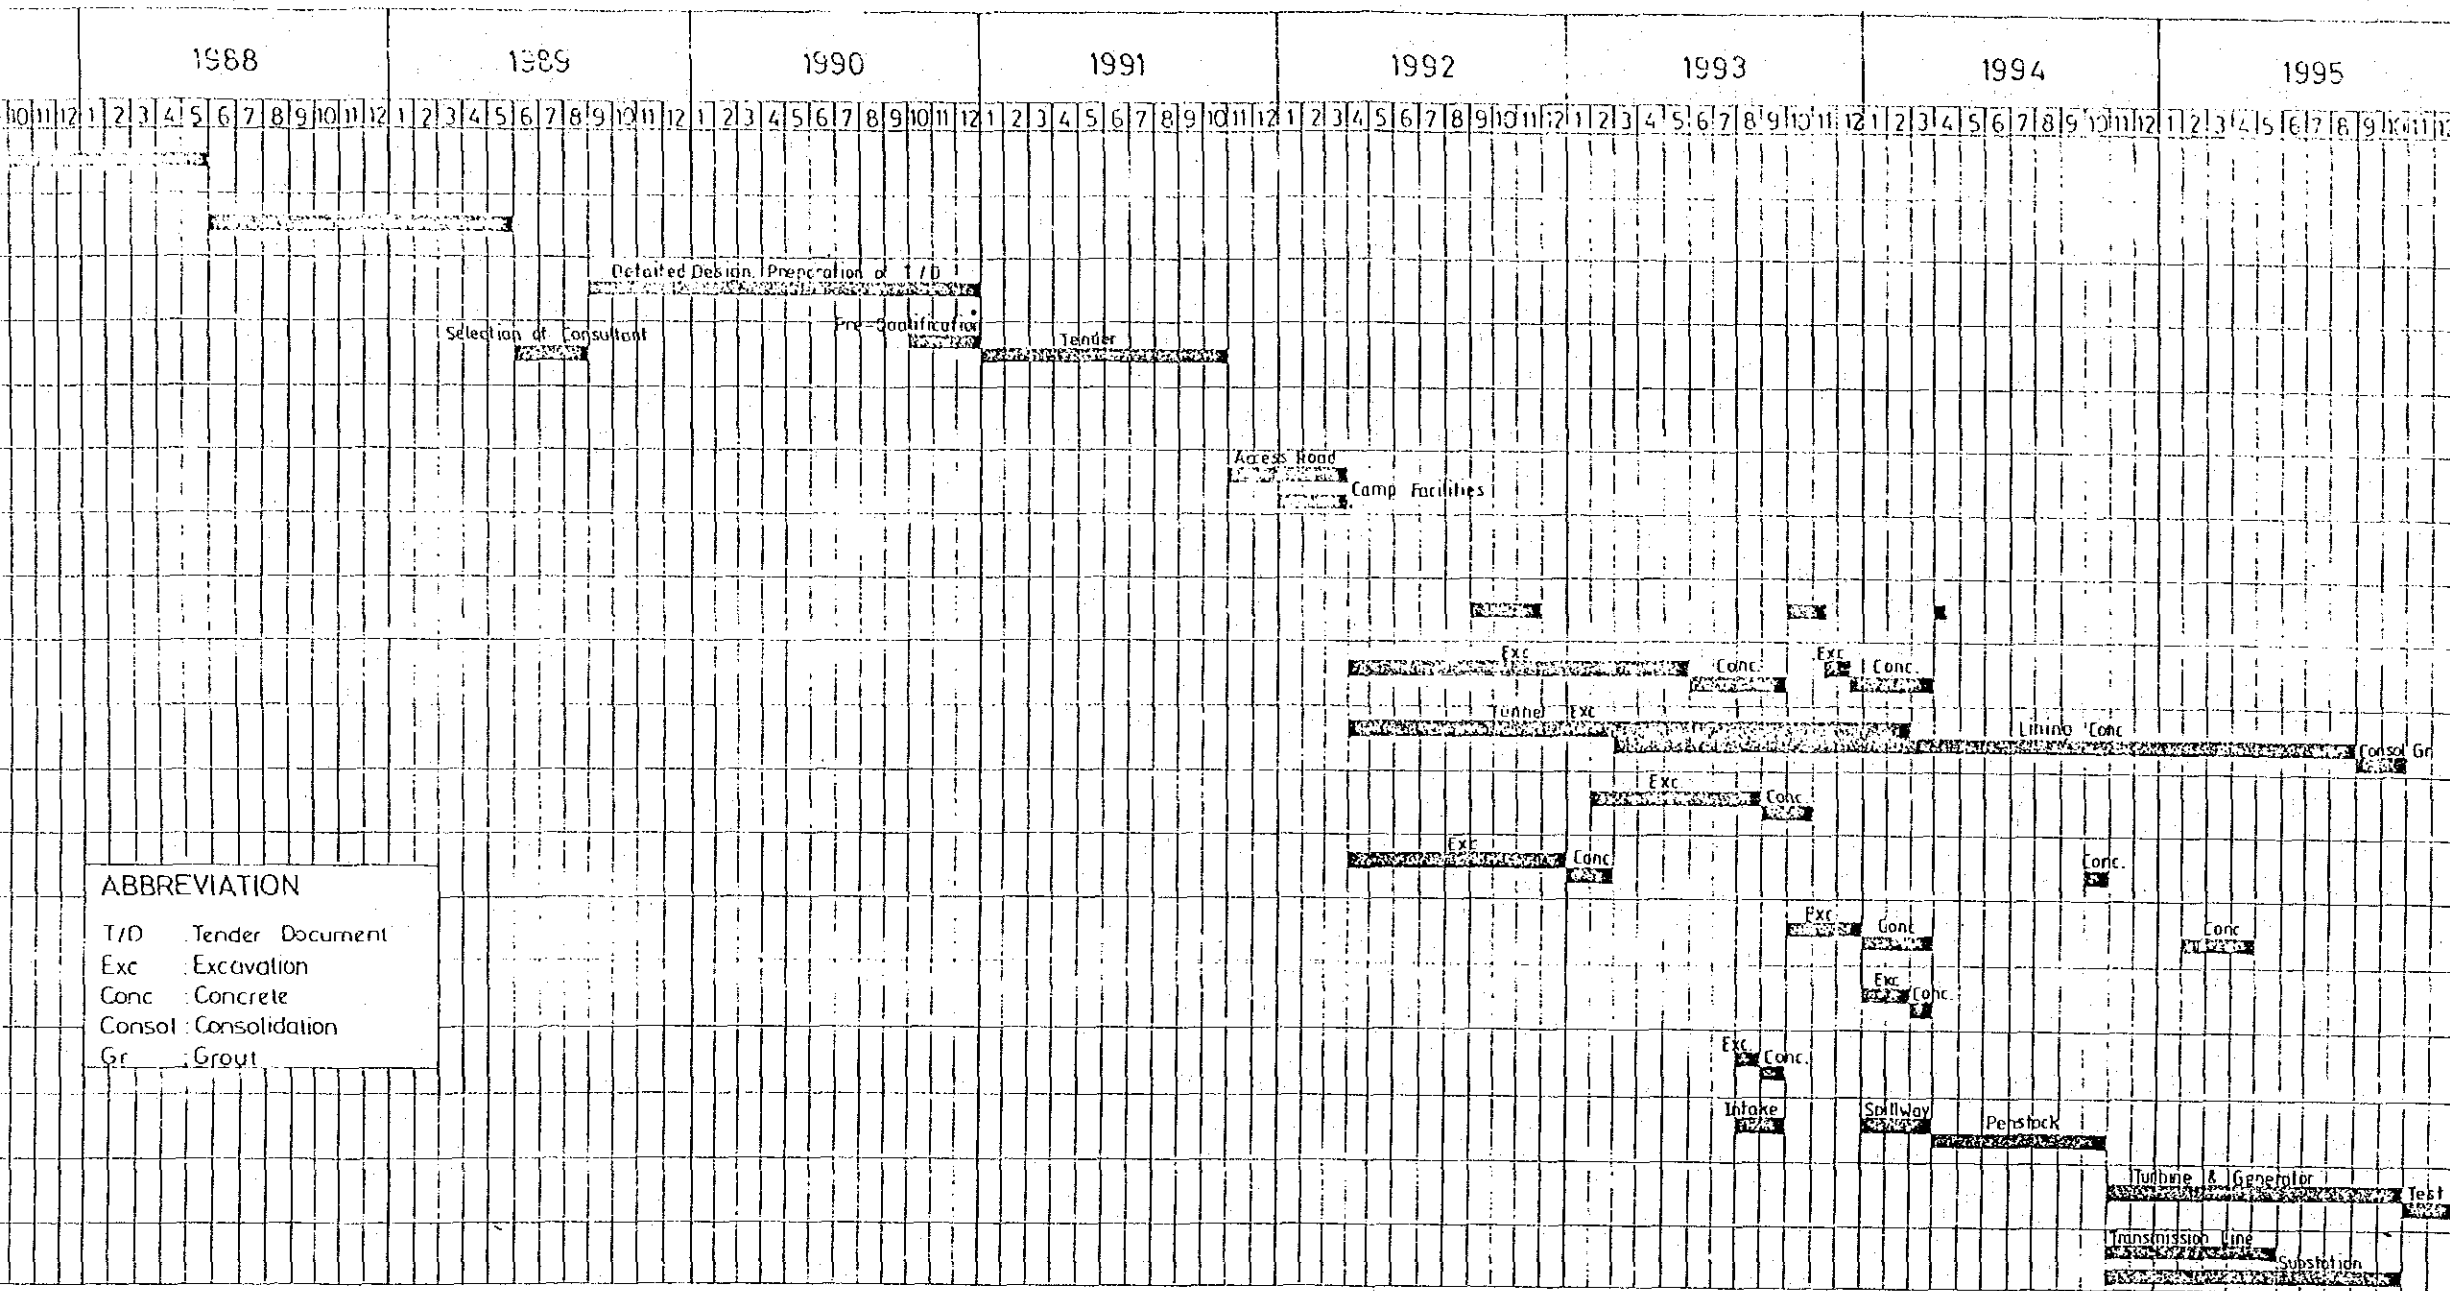 1988 1989 1990 1991 1992 1993 1994 1995
10 11 12 1 2 3 4 5 6 7 8 9 10 11 12 1 2 3 4 5 6 7 8 9 10 11 12 1 2 3 4 5 6 7 8 9 10 11 12 1 2 3 4 5 6 7 8 9 10 11 12 1 2 3 4 5 6 7 8 9 10 11 12 1 2 3 4 5 6 7 8 9 10 11 12 1 2 3 4 5 6 7 8 9 10 11 12 1 2 3 4 5 6 7 8 9 10 11 12
Detailed Design, Preparation of T/D
Selection of Consultant Pre-Qualification Tender
Access Road
Camp Facilities
Exc Conc. Exc Conc.
Tunnel Exc Lining Conc Consol Gr
Exc. Conc.
Exc Conc Conc.
Exc Conc Conc
Exc Conc.
Exc. Conc.
Intake Spillway Penstock
Turbine & Generator Test
Transmission Line
Substation
ABBREVIATION
T/D : Tender Document
Exc : Excavation
Conc : Concrete
Consol : Consolidation
Gr : Grout